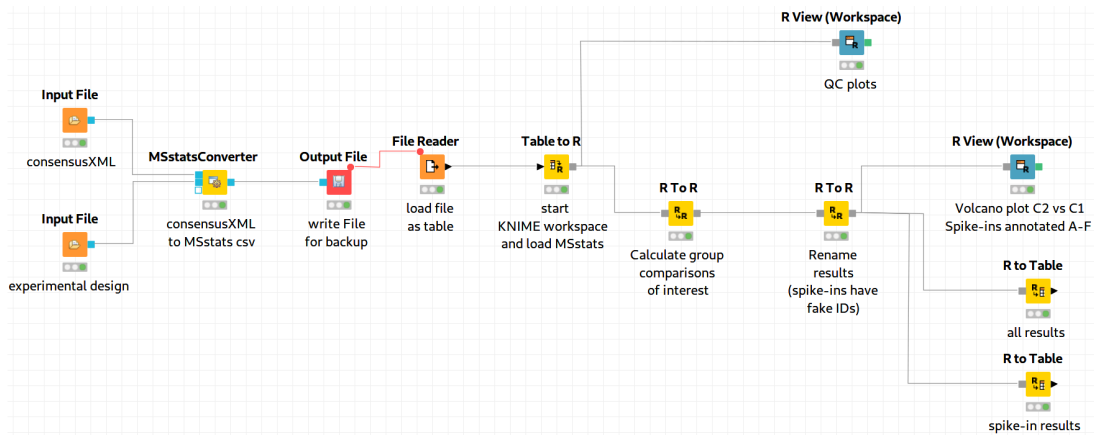 R View (Workspace)
QC plots
Input File
consensusXML
MSstatsConverter
consensusXML
to MSstats csv
Output File
write File
for backup
File Reader
load file
as table
Table to R
start
KNIME workspace
and load MSstats
R View (Workspace)
Volcano plot C2 vs C1
Spike-ins annotated A-F
R To R
Calculate group
comparisons
of interest
R To R
Rename
results
(spike-ins have
fake IDs)
Input File
experimental design
R to Table
all results
R to Table
spike-in results